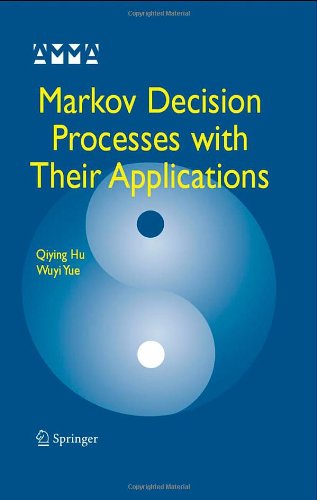 AMMA
Markov Decision
Processes with
Their Applications
Qiying Hu
Wuyi Yue
Springer